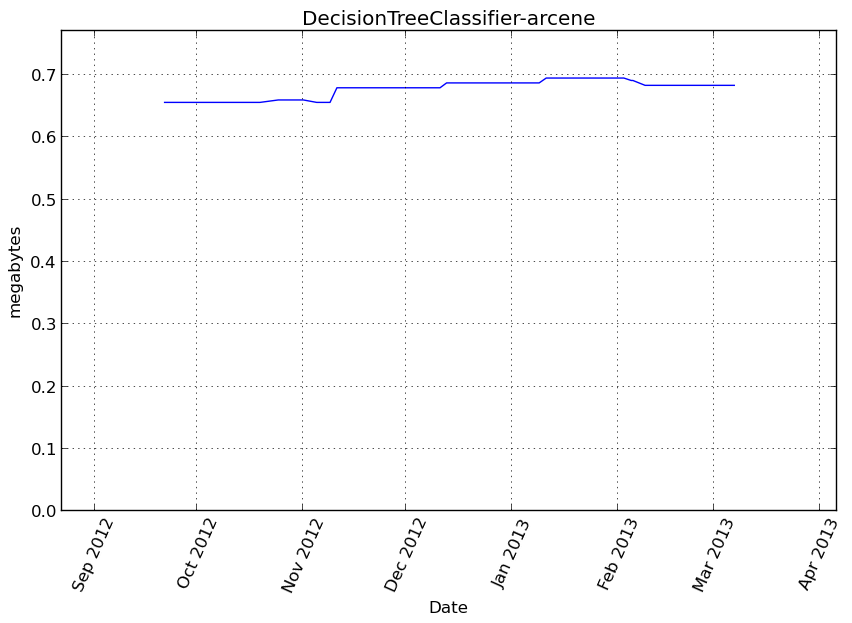 DecisionTreeClassifier-arcene
0.7
0.6
0.5
0.4
0.3
0.2
0.1
0.0
megabytes
Sep 2012
Oct 2012
Nov 2012
Dec 2012
Jan 2013
Feb 2013
Mar 2013
Apr 2013
Date